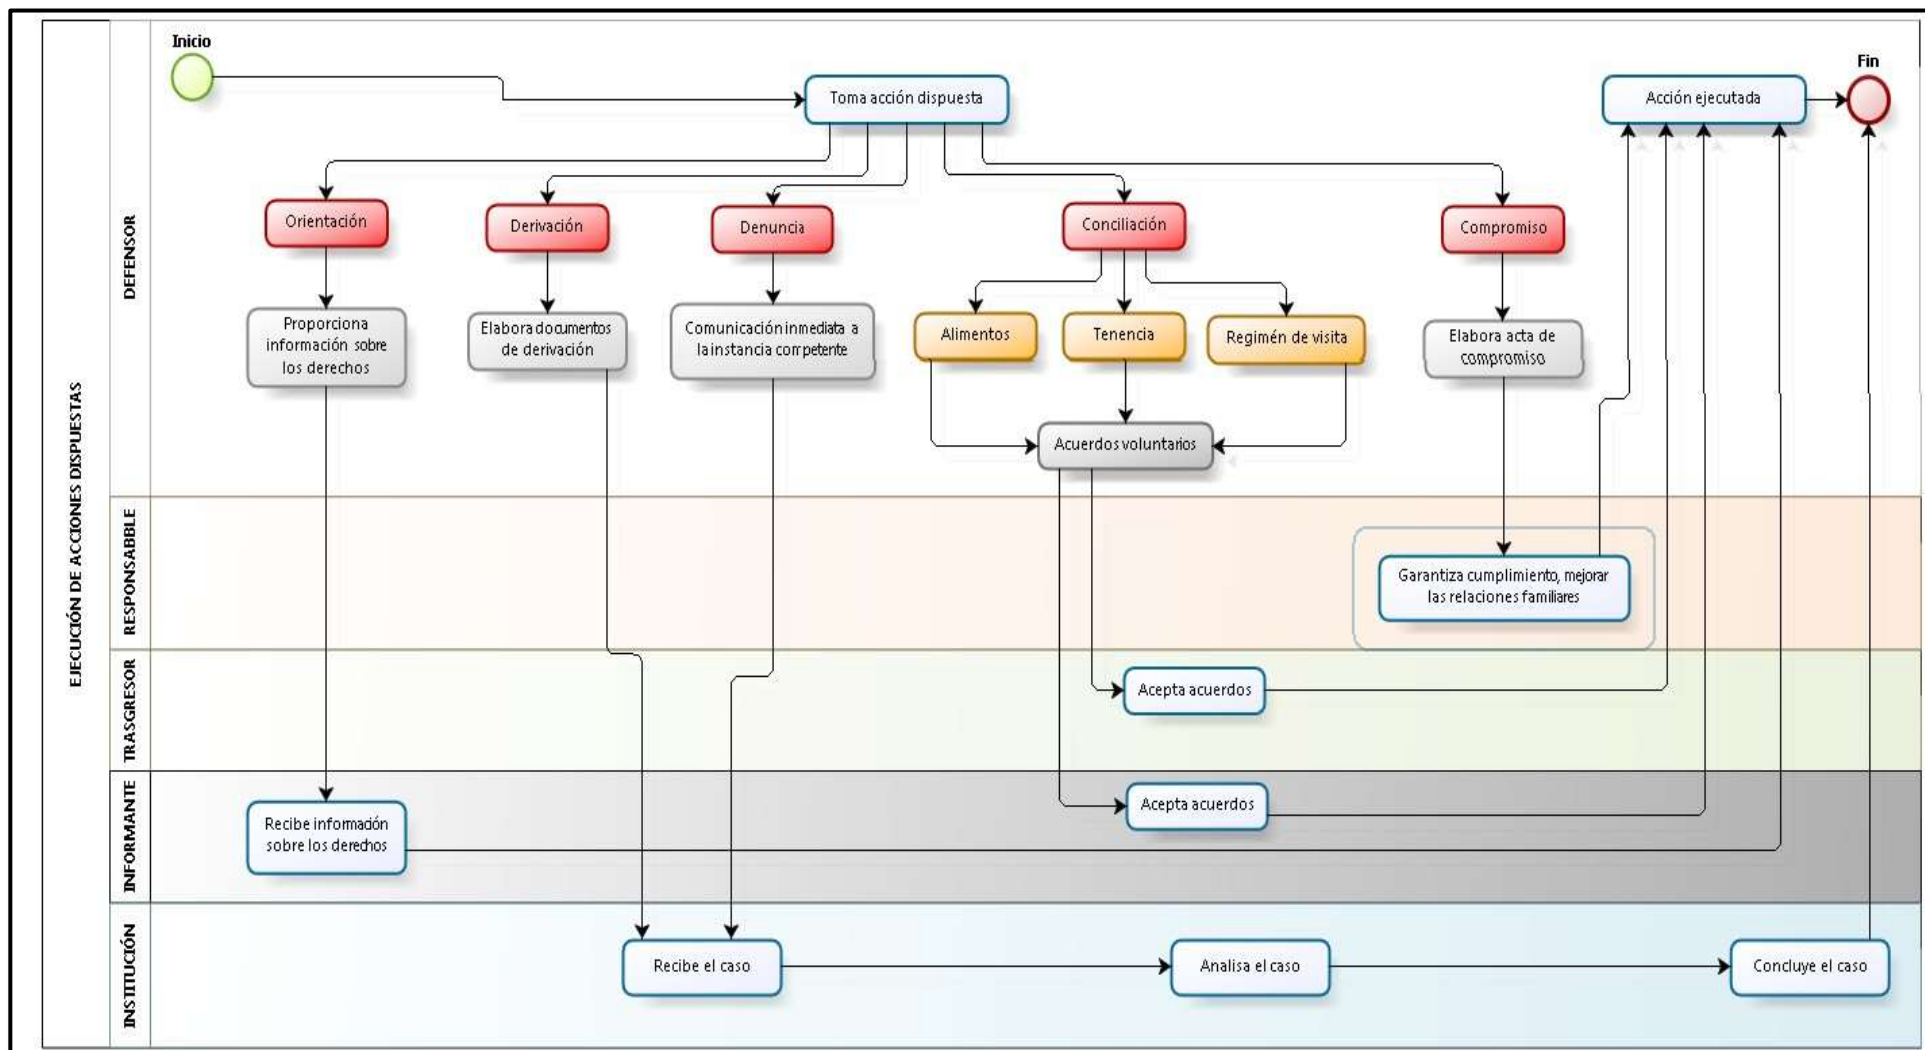 Inicio
Fin
Toma acción dispuesta
Acción ejecutada
Orientación
Derivación
Denuncia
Conciliación
Compromiso
Proporciona
información sobre
los derechos
Elabora documentos
de derivación
Comunicación inmediata a
la instancia competente
Alimentos
Tenencia
Regimén de visita
Elabora acta de
compromiso
Acuerdos voluntarios
Garantiza cumplimiento, mejorar
las relaciones familiares
Acepta acuerdos
Recibe información
sobre los derechos
Acepta acuerdos
Recibe el caso
Analisa el caso
Concluye el caso
EJECUCIÓN DE ACCIONES DISPUESTAS
DEFENSOR
RESPONSABBLE
TRASGRESOR
INFORMANTE
INSTITUCIÓN